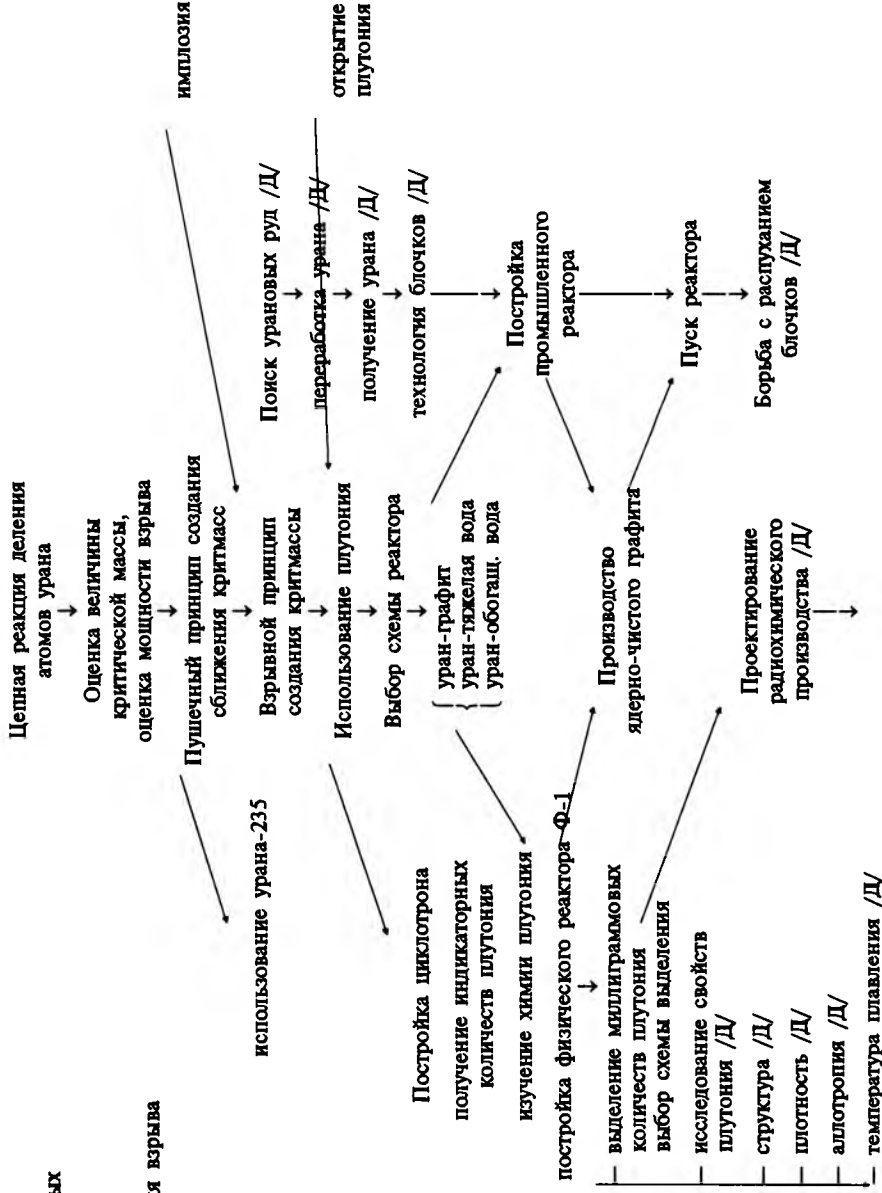 ых
я взрыва
Цепная реакция деления
атомов урана
Оценка величины
критической массы,
оценка мощности взрыва
Пушечный принцип создания
сближения критмасс
имплозия
использование урана-235
Взрывной принцип
создания критмассы
Использование плутония
открытие
плутония
Поиск урановых руд /Д/
переработка урана /Д/
получение урана /Д/
технология блочков /Д/
Выбор схемы реактора
уран-графит
уран-тяжелая вода
уран-обогащ. вода
Постройка циклотрона
получение индикаторных
количеств плутония
изучение химии плутония
постройка физического реактора Ф-1
Постройка
промышленного
реактора
Производство
ядерно-чистого графита
Пуск реактора
Борьба с распуханием
блочков /Д/
выделение миллиграммовых
количеств плутония
выбор схемы выделения
исследование свойств
плутония /Д/
структура /Д/
плотность /Д/
аллотропия /Д/
температура плавления /Д/
Проектирование
радиохимического
производства /Д/